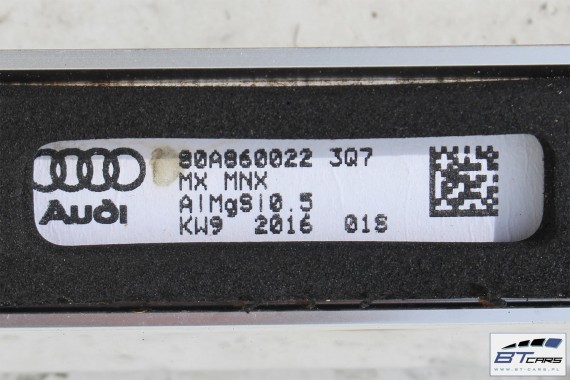 80A860022 3Q7
MX MNX
AlMgSi0.5
KW9 2016 01S
Audi
BT CARS
WWW.BT-CARS.PL